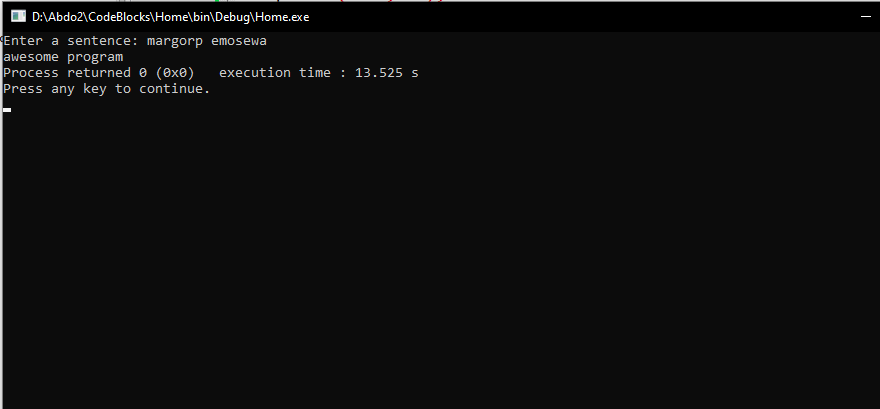 D:\Abdo2\CodeBlocks\Home\bin\Debug\Home.exe
Enter a sentence: margorp emosewa
awesome program
Process returned 0 (0x0)   execution time : 13.525 s
Press any key to continue.